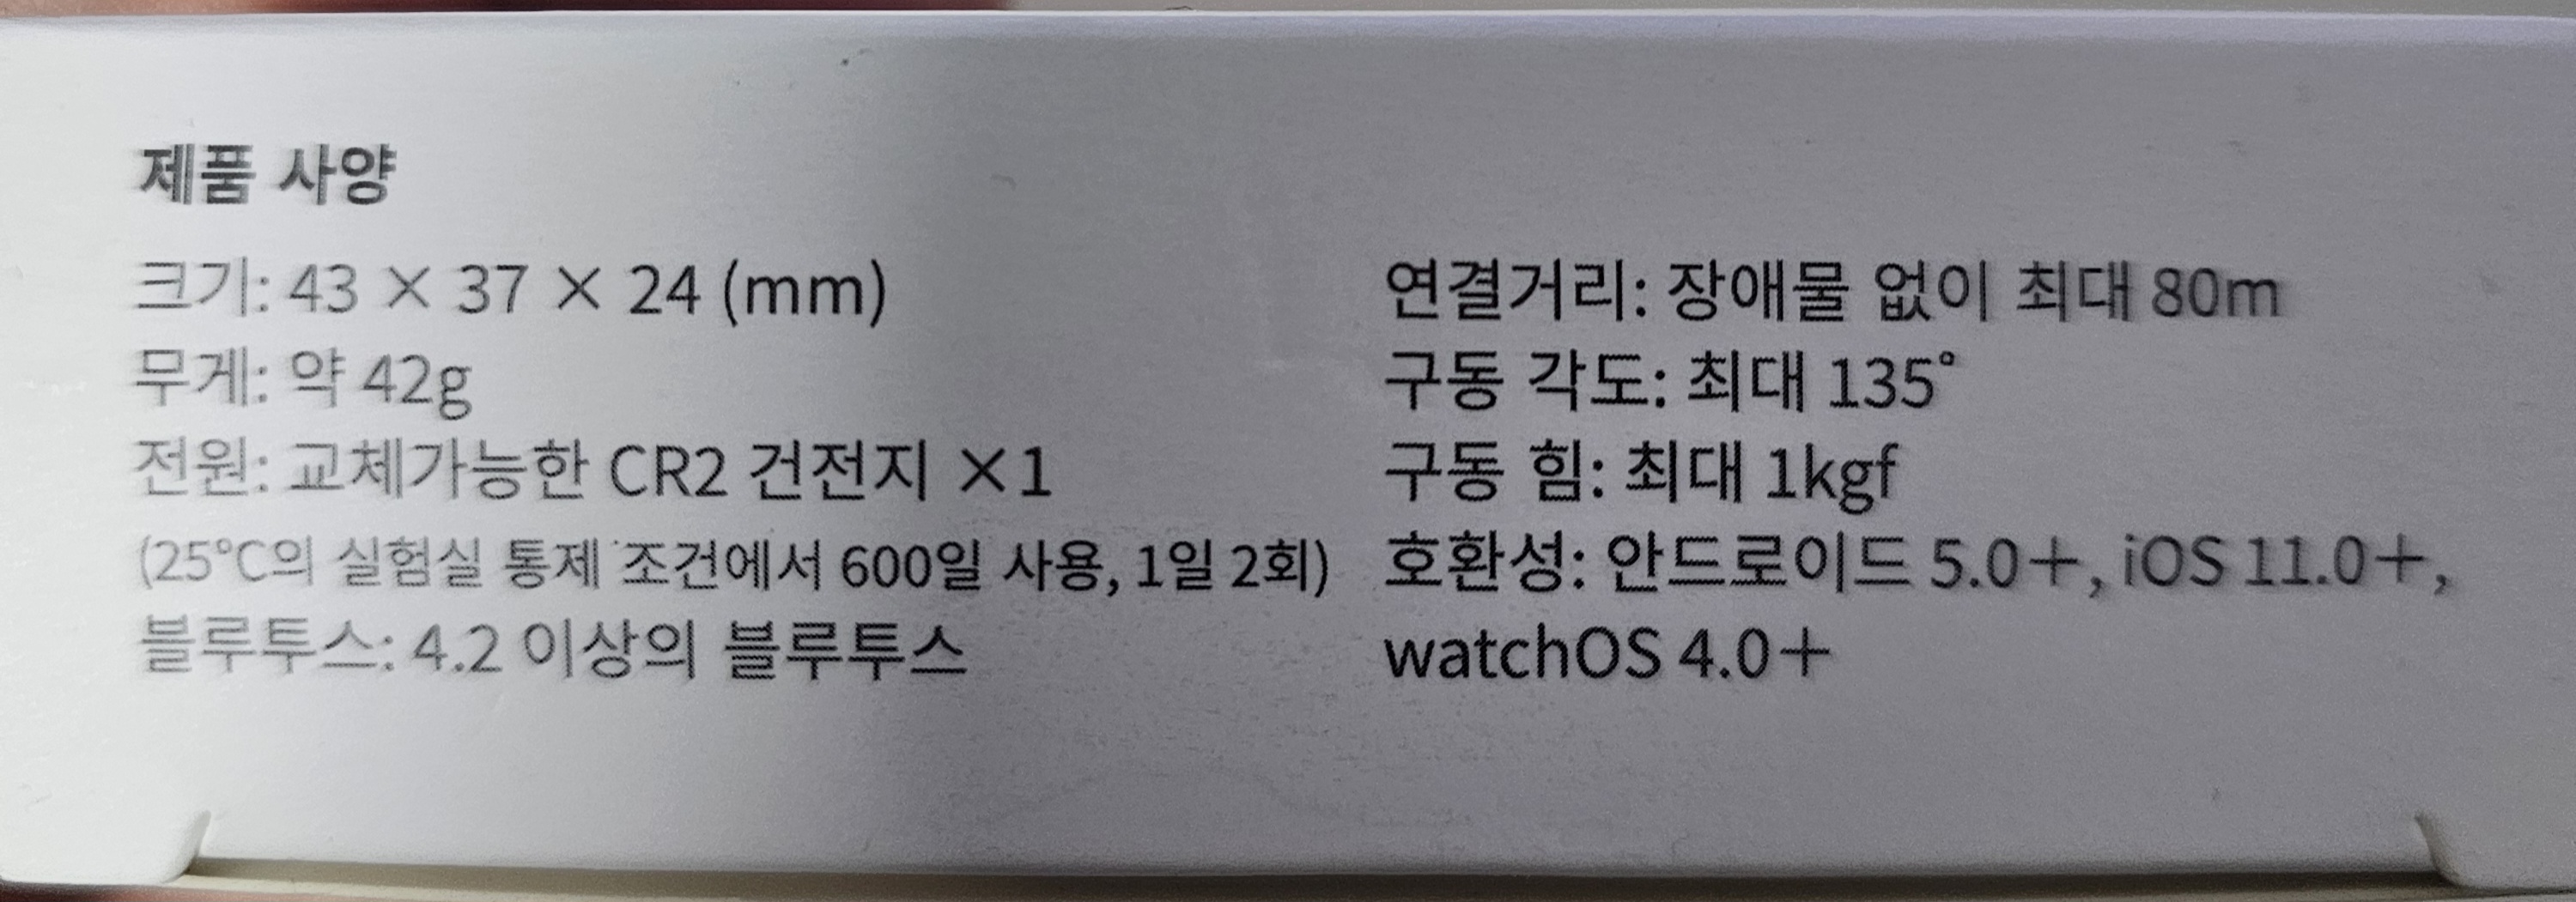 제품 사양
크기: 43 × 37 × 24 (mm)
무게: 약 42g
전원: 교체가능한 CR2 건전지 ×1
(25°C의 실험실 통제 조건에서 600일 사용, 1일 2회)
블루투스: 4.2 이상의 블루투스
연결거리: 장애물 없이 최대 80m
구동 각도: 최대 135°
구동 힘: 최대 1kgf
호환성: 안드로이드 5.0+, iOS 11.0+,
watchOS 4.0+